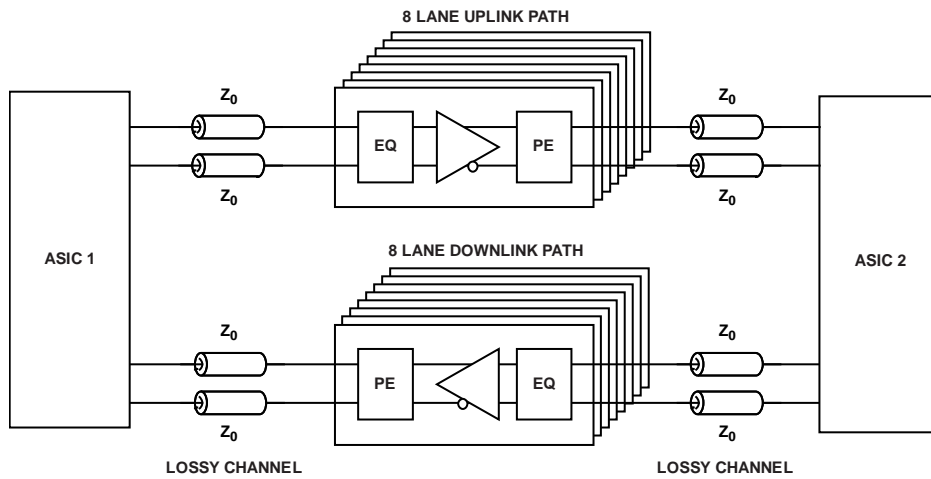 8 LANE UPLINK PATH
Z0
Z0
EQ
PE
Z0
Z0
ASIC 1
ASIC 2
8 LANE DOWNLINK PATH
Z0
Z0
PE
EQ
Z0
Z0
LOSSY CHANNEL
LOSSY CHANNEL